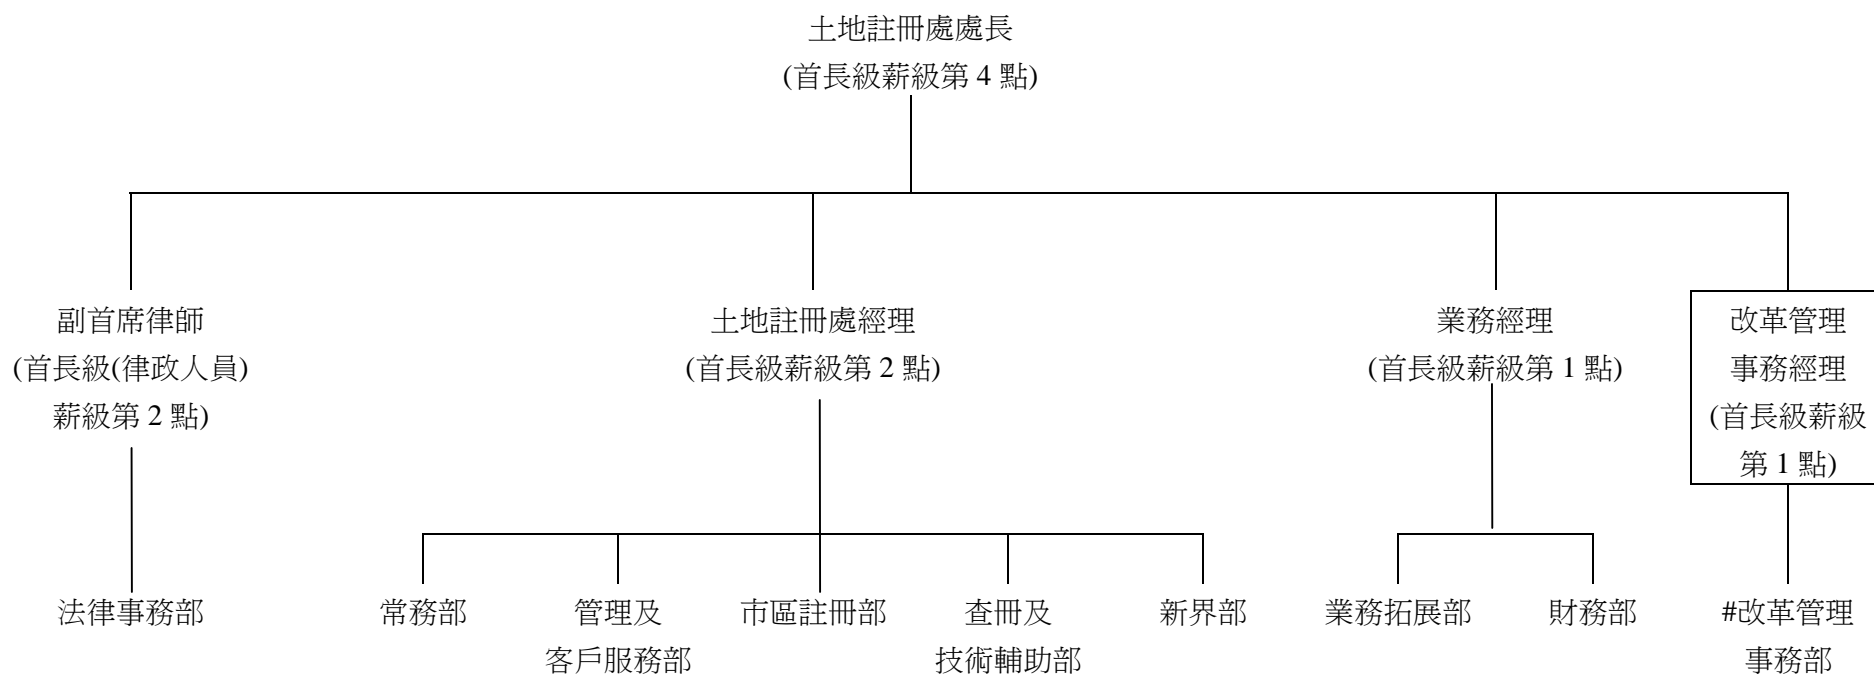 土地註冊處處長
(首長級薪級第 4 點)
副首席律師
(首長級(律政人員)
薪級第 2 點)
土地註冊處經理
(首長級薪級第 2 點)
業務經理
(首長級薪級第 1 點)
改革管理
事務經理
(首長級薪級
第 1 點)
法律事務部
常務部
管理及
客戶服務部
市區註冊部
查冊及
技術輔助部
新界部
業務拓展部
財務部
#改革管理
事務部